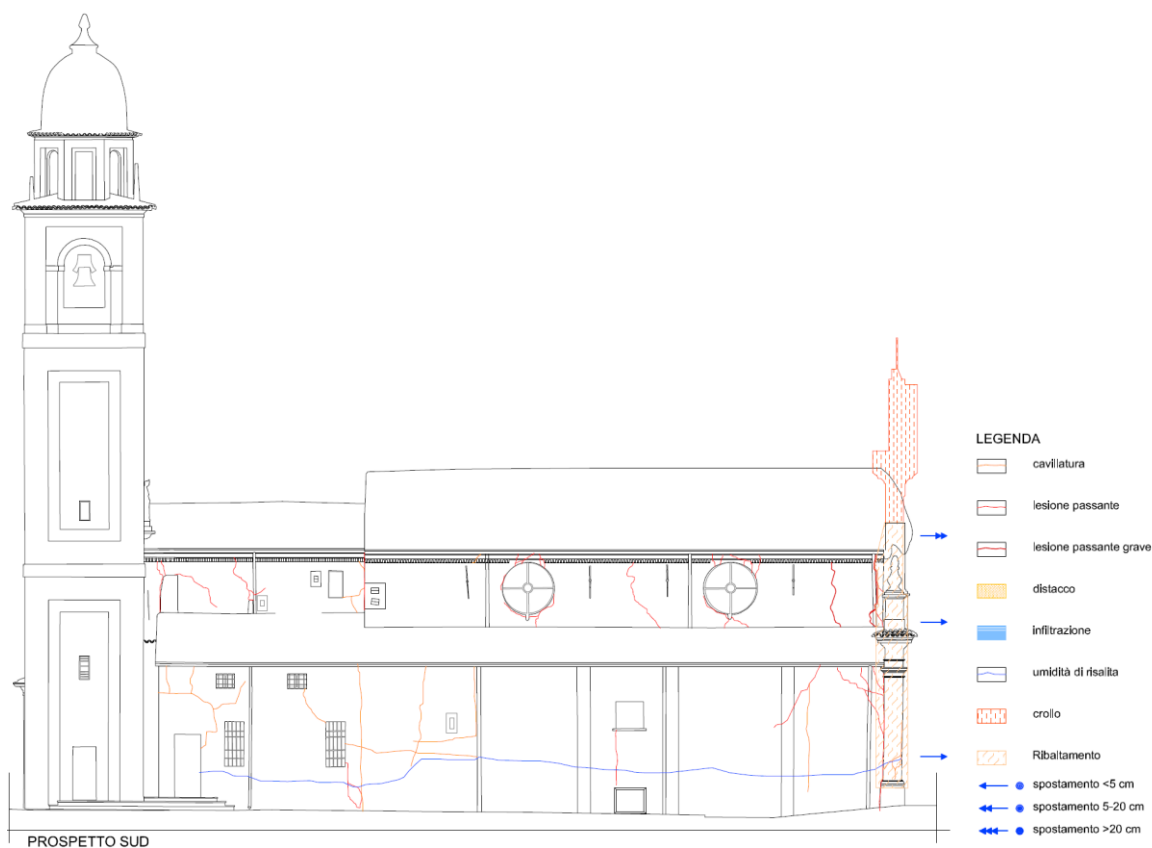 LEGENDA
cavillatura
lesione passante
lesione passante grave
distacco
infiltrazione
umidità di risalita
crollo
Ribaltamento
spostamento <5 cm
spostamento 5-20 cm
spostamento >20 cm
PROSPETTO SUD